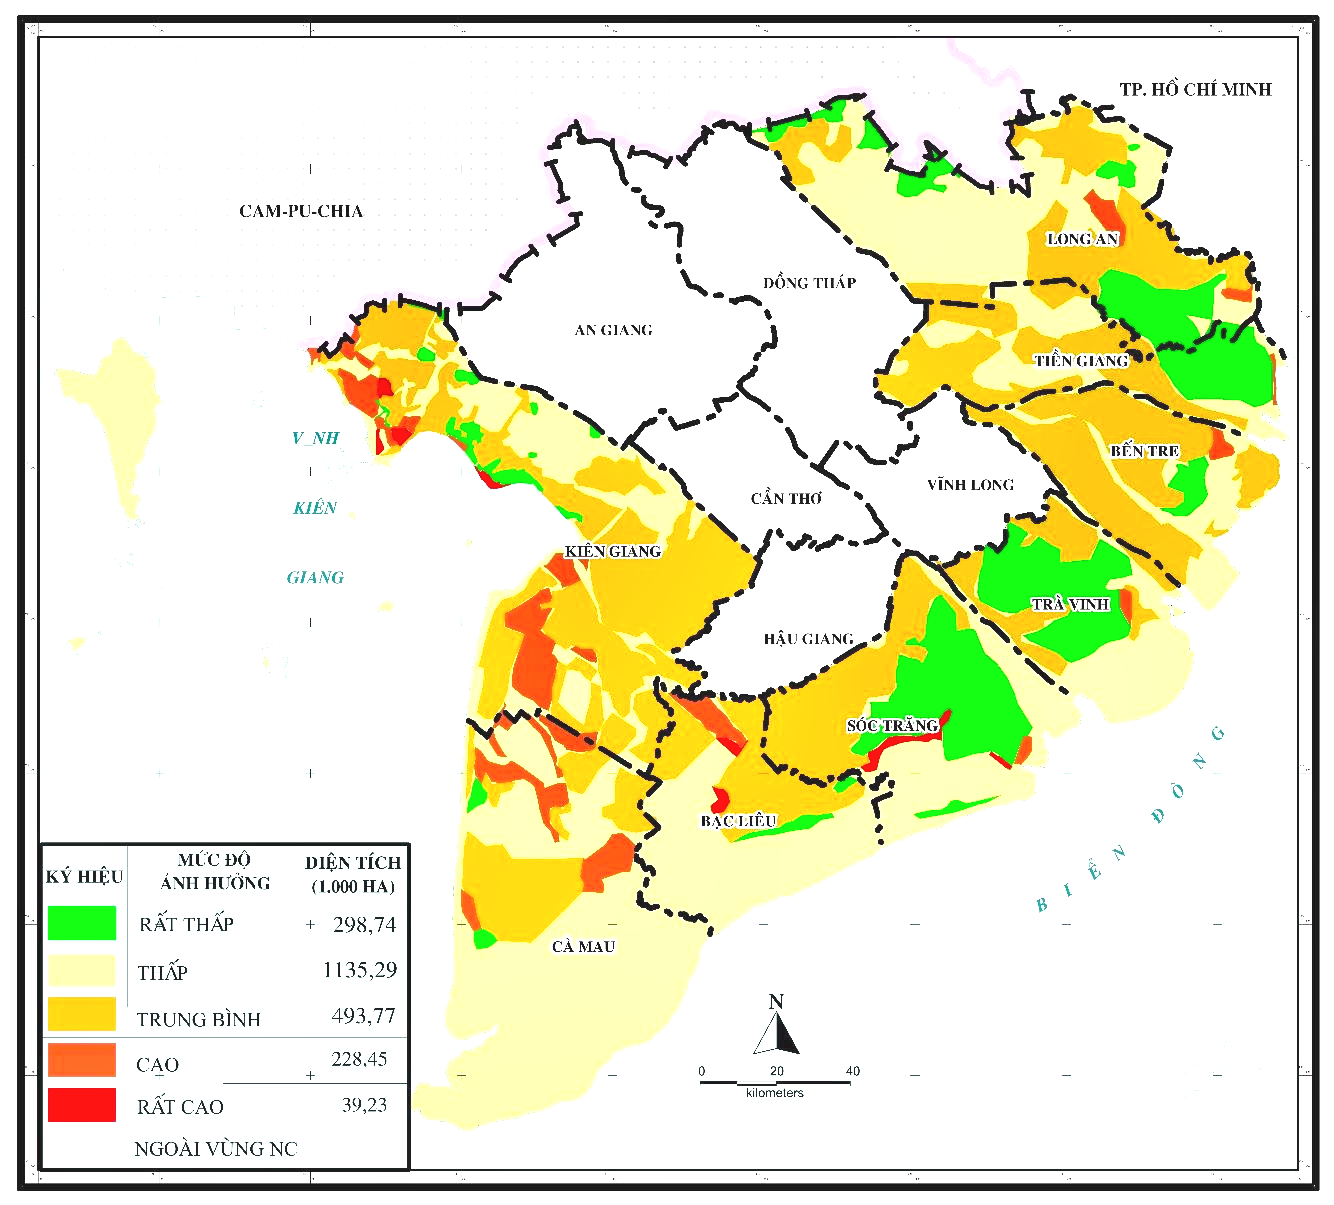 TP. HỒ CHÍ MINH
CAM-PU-CHIA
LONG AN
ĐỒNG THÁP
AN GIANG
TIỀN GIANG
V_NH
KIÊN
GIANG
BẾN TRE
CẦN THƠ
VĨNH LONG
KIÊN GIANG
TRÀ VINH
HẬU GIANG
SÓC TRĂNG
BẠC LIÊU
BIỂN ĐÔNG
CÀ MAU
KÝ HIỆU
MỨC ĐỘ
ẢNH HƯỞNG
DIỆN TÍCH
(1.000 HA)
RẤT THẤP 298,74
THẤP 1135,29
TRUNG BÌNH 493,77
CAO 228,45
RẤT CAO 39,23
NGOÀI VÙNG NC
N
0 20 40
kilometers